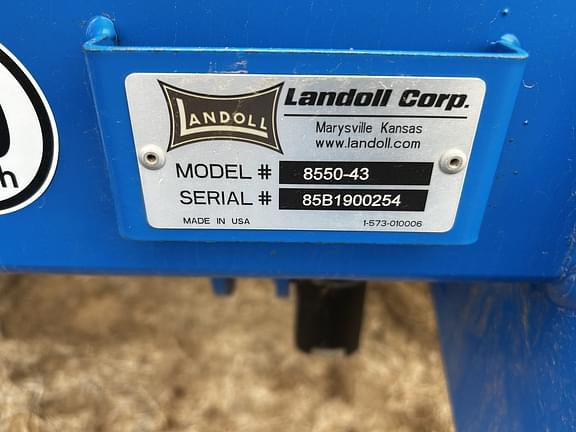 LANDOLL
Landoll Corp.
Marysville Kansas
www.landoll.com
MODEL # 8550-43
SERIAL # 85B1900254
MADE IN USA 1-573-010006
h